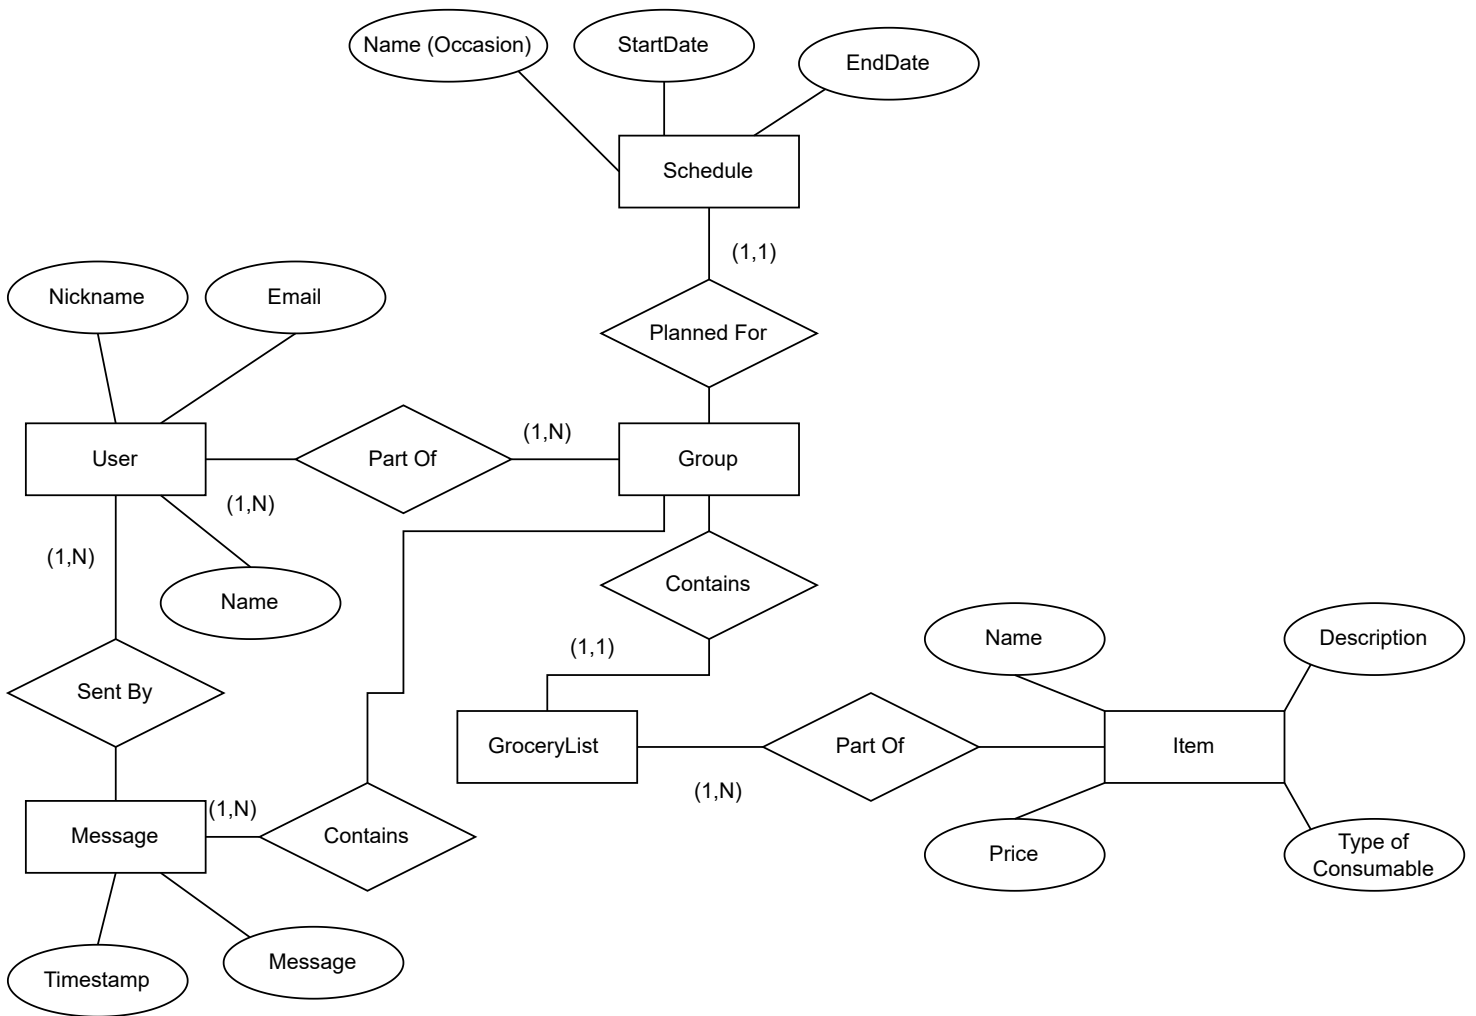 Name (Occasion)
StartDate
EndDate
Schedule
(1,1)
Nickname
Email
Planned For
User
Part Of
(1,N)
Group
(1,N)
(1,N)
Name
Contains
(1,1)
Name
Description
Sent By
GroceryList
Part Of
Item
(1,N)
Message
(1,N)
Contains
Price
Type of
Consumable
Timestamp
Message